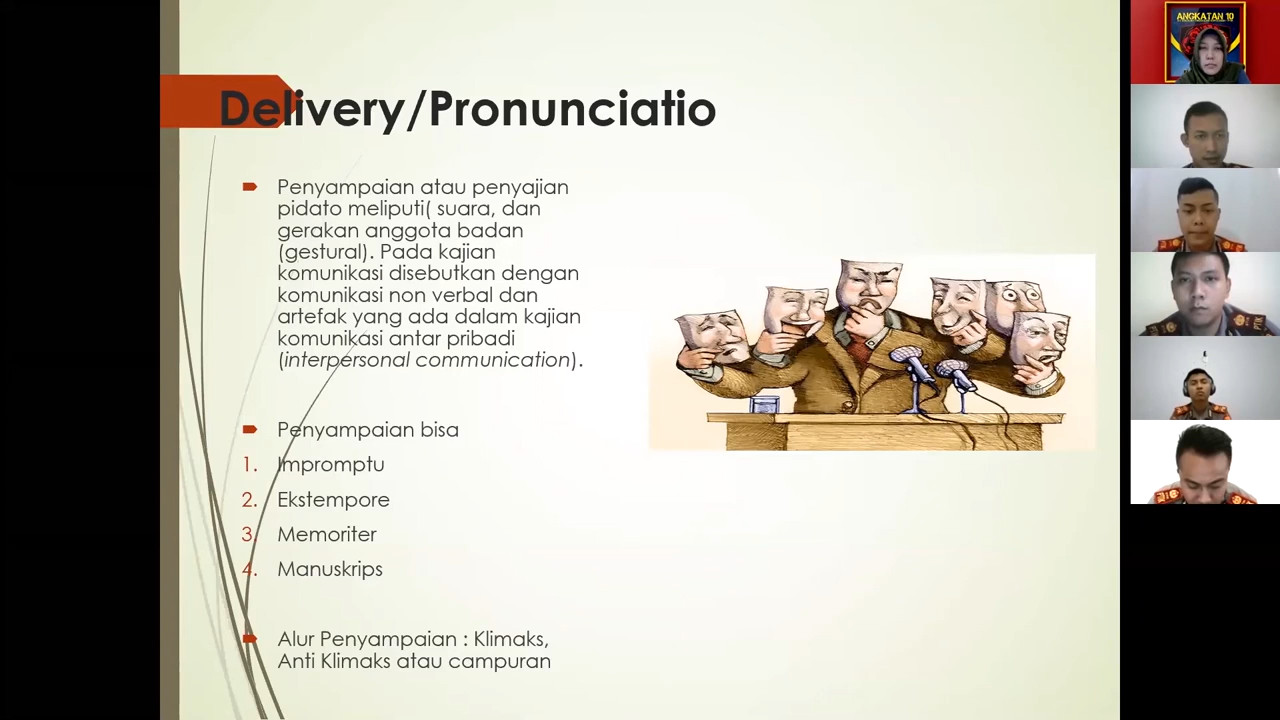 Delivery/Pronunciatio
Penyampaian atau penyajian
pidato meliputi( suara, dan
gerakan anggota badan
(gestural). Pada kajian
komunikasi disebutkan dengan
komunikasi non verbal dan
artefak yang ada dalam kajian
komunikasi antar pribadi
(interpersonal communication).
Penyampaian bisa
1. Impromptu
2. Ekstempore
3. Memoriter
4. Manuskrips
Alur Penyampaian : Klimaks,
Anti Klimaks atau campuran
ANGKATAN 10